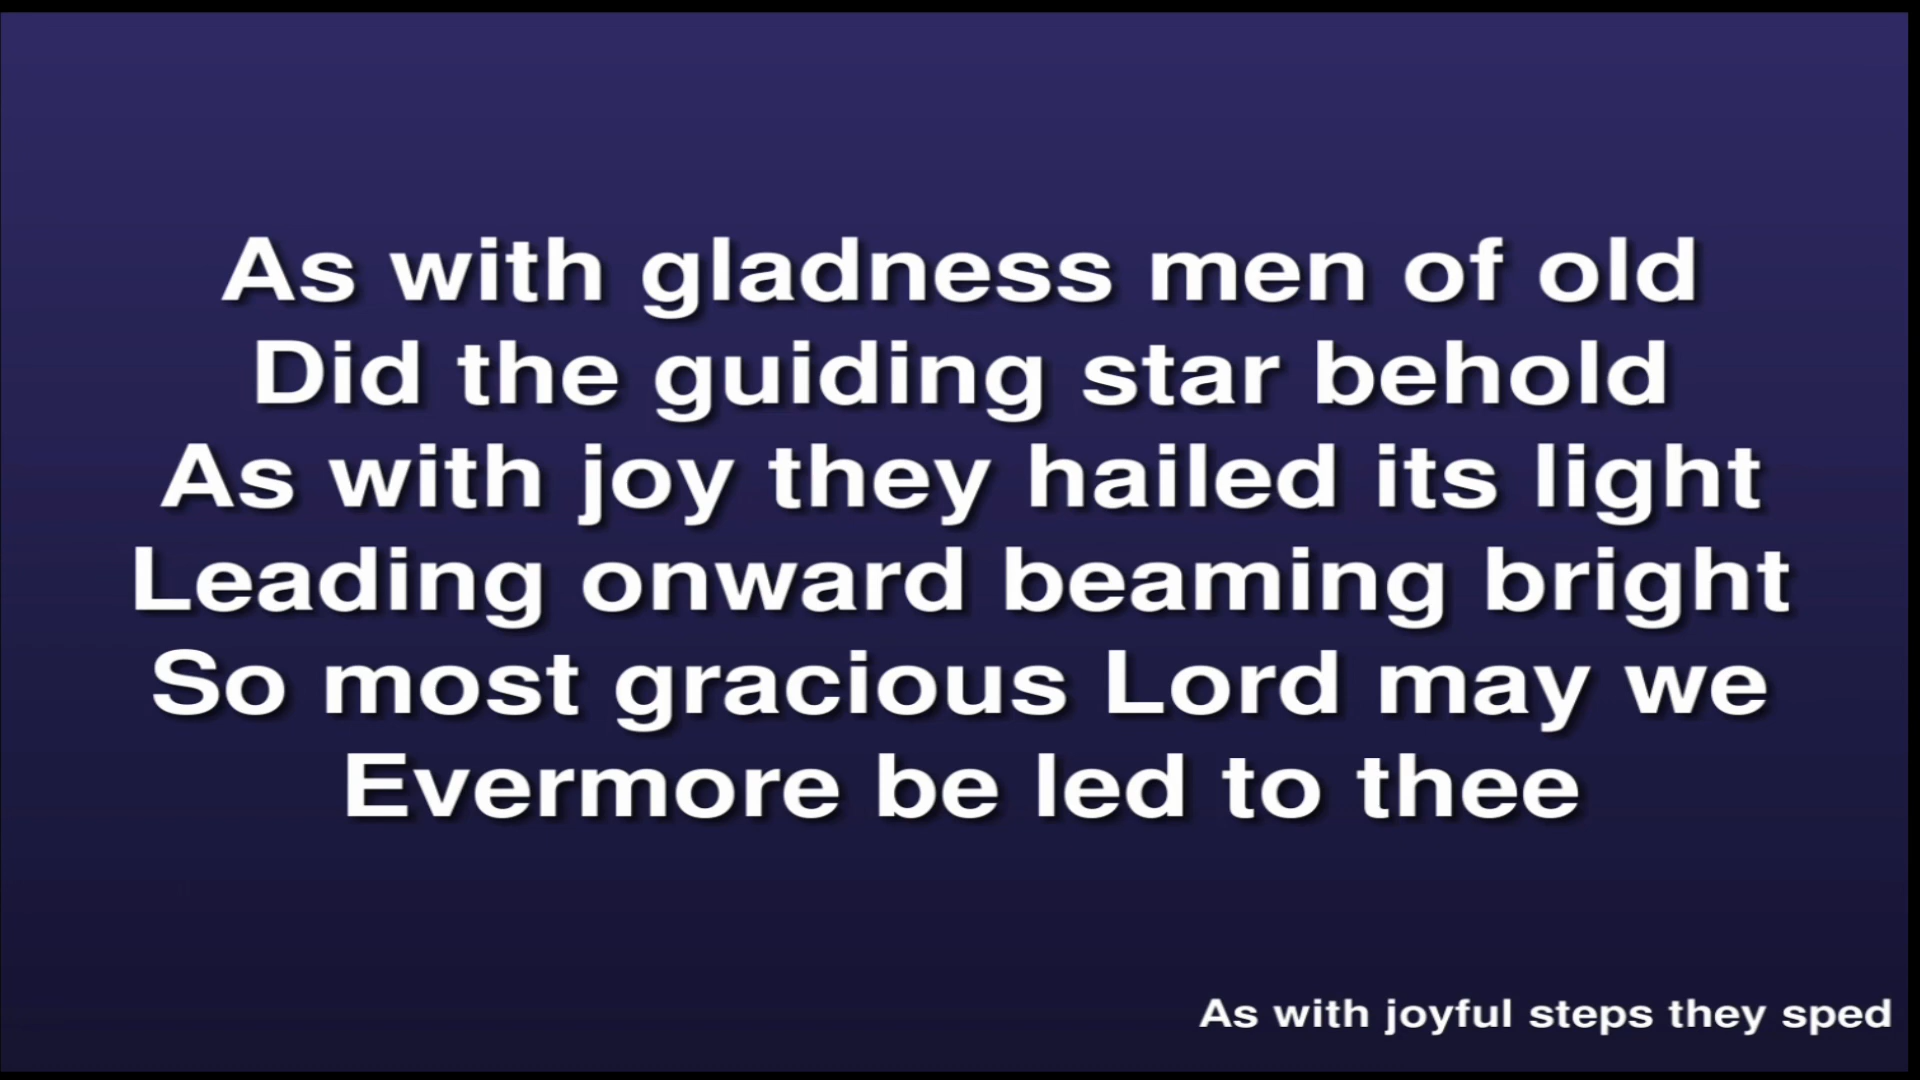 As with gladness men of old
Did the guiding star behold
As with joy they hailed its light
Leading onward beaming bright
So most gracious Lord may we
Evermore be led to thee
As with joyful steps they sped